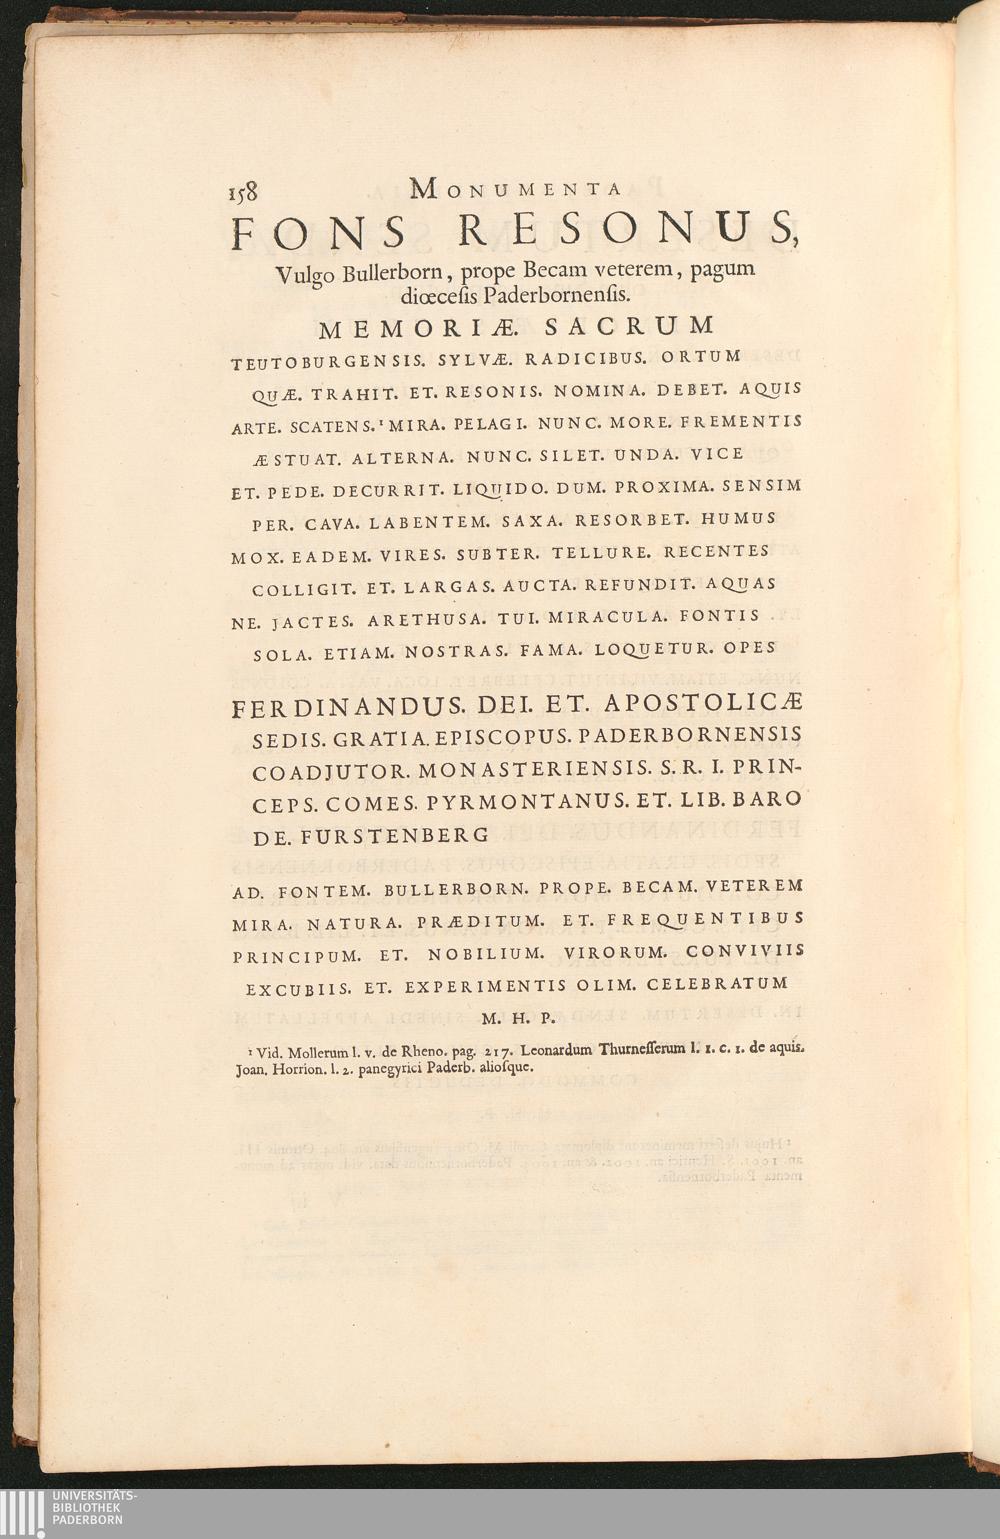 158 MONUMENTA
FONS RESONUS,
Vulgo Bullerborn, prope Becam veterem, pagum
diœceſis Paderbornenſis.
MEMORIÆ. SACRUM
TEUTOBURGENSIS. SYLVÆ. RADICIBUS. ORTUM
QUÆ. TRAHIT. ET. RESONIS. NOMINA. DEBET. AQUIS
ARTE. SCATENS.¹ MIRA. PELAGI. NUNC. MORE. FREMENTIS
ÆSTUAT. ALTERNA. NUNC. SILET. UNDA. VICE
ET. PEDE. DECURRIT. LIQUIDO. DUM. PROXIMA. SENSIM
PER. CAVA. LABENTEM. SAXA. RESORBET. HUMUS
MOX. EADEM. VIRES. SUBTER. TELLURE. RECENTES
COLLIGIT. ET. LARGAS. AUCTA. REFUNDIT. AQUAS
NE. JACTES. ARETHUSA. TUI. MIRACULA. FONTIS
SOLA. ETIAM. NOSTRAS. FAMA. LOQUETUR. OPES
FERDINANDUS. DEI. ET. APOSTOLICÆ
SEDIS. GRATIA. EPISCOPUS. PADERBORNENSIS
COADJUTOR. MONASTERIENSIS. S. R. I. PRIN-
CEPS. COMES. PYRMONTANUS. ET. LIB. BARO
DE. FURSTENBERG
AD. FONTEM. BULLERBORN. PROPE. BECAM. VETEREM
MIRA. NATURA. PRÆDITUM. ET. FREQUENTIBUS
PRINCIPUM. ET. NOBILIUM. VIRORUM. CONVIVIIS
EXCUBIIS. ET. EXPERIMENTIS OLIM. CELEBRATUM
M. H. P.
¹ Vid. Mollerum l. v. de Rheno. pag. 217. Leonardum Thurneſſerum l. 1. c. 1. de aquis.
Joan. Horrion. l. 2. panegyrici Paderb. alioſque.
UNIVERSITÄTS-
BIBLIOTHEK
PADERBORN